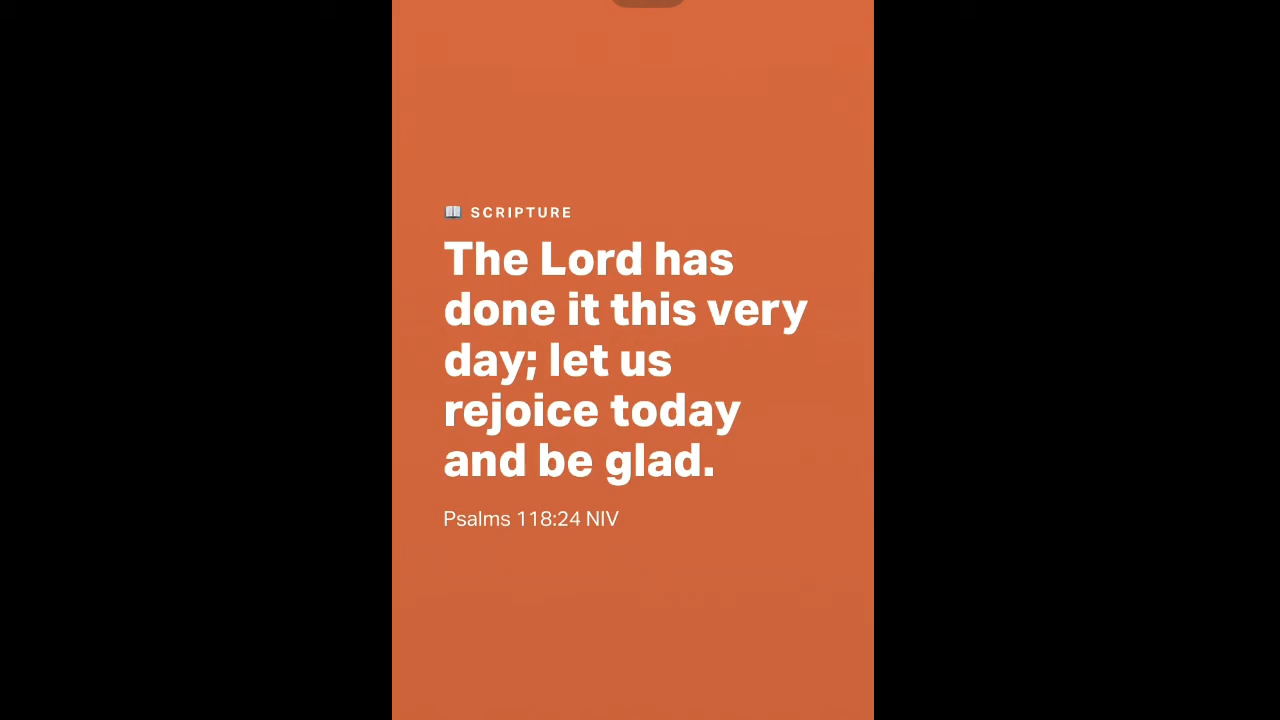 📖 SCRIPTURE
The Lord has
done it this very
day; let us
rejoice today
and be glad.
Psalms 118:24 NIV